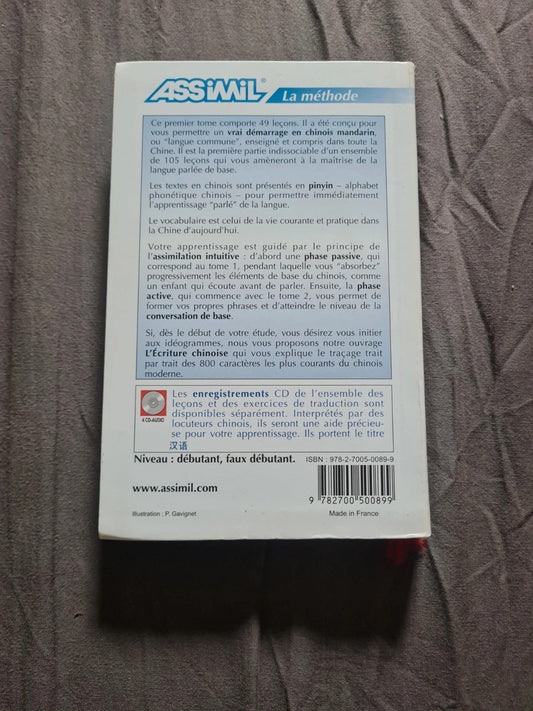 ASSiMiL®
La méthode
Ce premier tome comporte 49 leçons. Il a été conçu pour
vous permettre un vrai démarrage en chinois mandarin,
ou "langue commune", enseigné et compris dans toute la
Chine. Il est la première partie indissociable d'un ensemble
de 105 leçons qui vous amèneront à la maîtrise de la
langue parlée de base.
Les textes en chinois sont présentés en pinyin – alphabet
phonétique chinois – pour permettre immédiatement
l'apprentissage "parlé" de la langue.
Le vocabulaire est celui de la vie courante et pratique dans
la Chine d'aujourd'hui.
Votre apprentissage est guidé par le principe de
l'assimilation intuitive : d'abord une phase passive, qui
correspond au tome 1, pendant laquelle vous "absorbez"
progressivement les éléments de base du chinois, comme
un enfant qui écoute avant de parler. Ensuite, la phase
active, qui commence avec le tome 2, vous permet de
former vos propres phrases et d'atteindre le niveau de la
conversation de base.
Si, dès le début de votre étude, vous désirez vous initier
aux idéogrammes, nous vous proposons notre ouvrage
L'Écriture chinoise qui vous explique le traçage trait
par trait des 800 caractères les plus courants du chinois
moderne.
4 CD-AUDIO
Les enregistrements CD de l'ensemble des
leçons et des exercices de traduction sont
disponibles séparément. Interprétés par des
locuteurs chinois, ils seront une aide précieu-
se pour votre apprentissage. Ils portent le titre
汉语
Niveau : débutant, faux débutant.
ISBN : 978-2-7005-0089-9
www.assimil.com
9 782700 500899
Illustration : P. Gavignet
Made in France